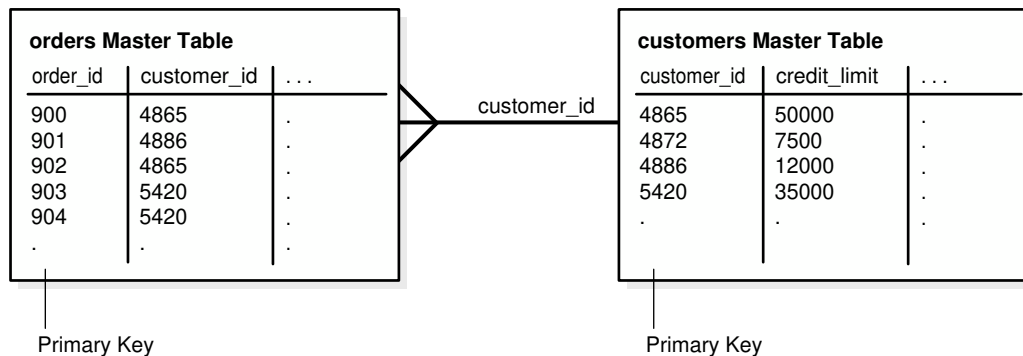 orders Master Table
order_id customer_id . . .
900 4865 .
901 4886 .
902 4865 .
903 5420 .
904 5420 .
. . .
Primary Key
customer_id
customers Master Table
customer_id credit_limit . . .
4865 50000 .
4872 7500 .
4886 12000 .
5420 35000 .
. . .
.
Primary Key